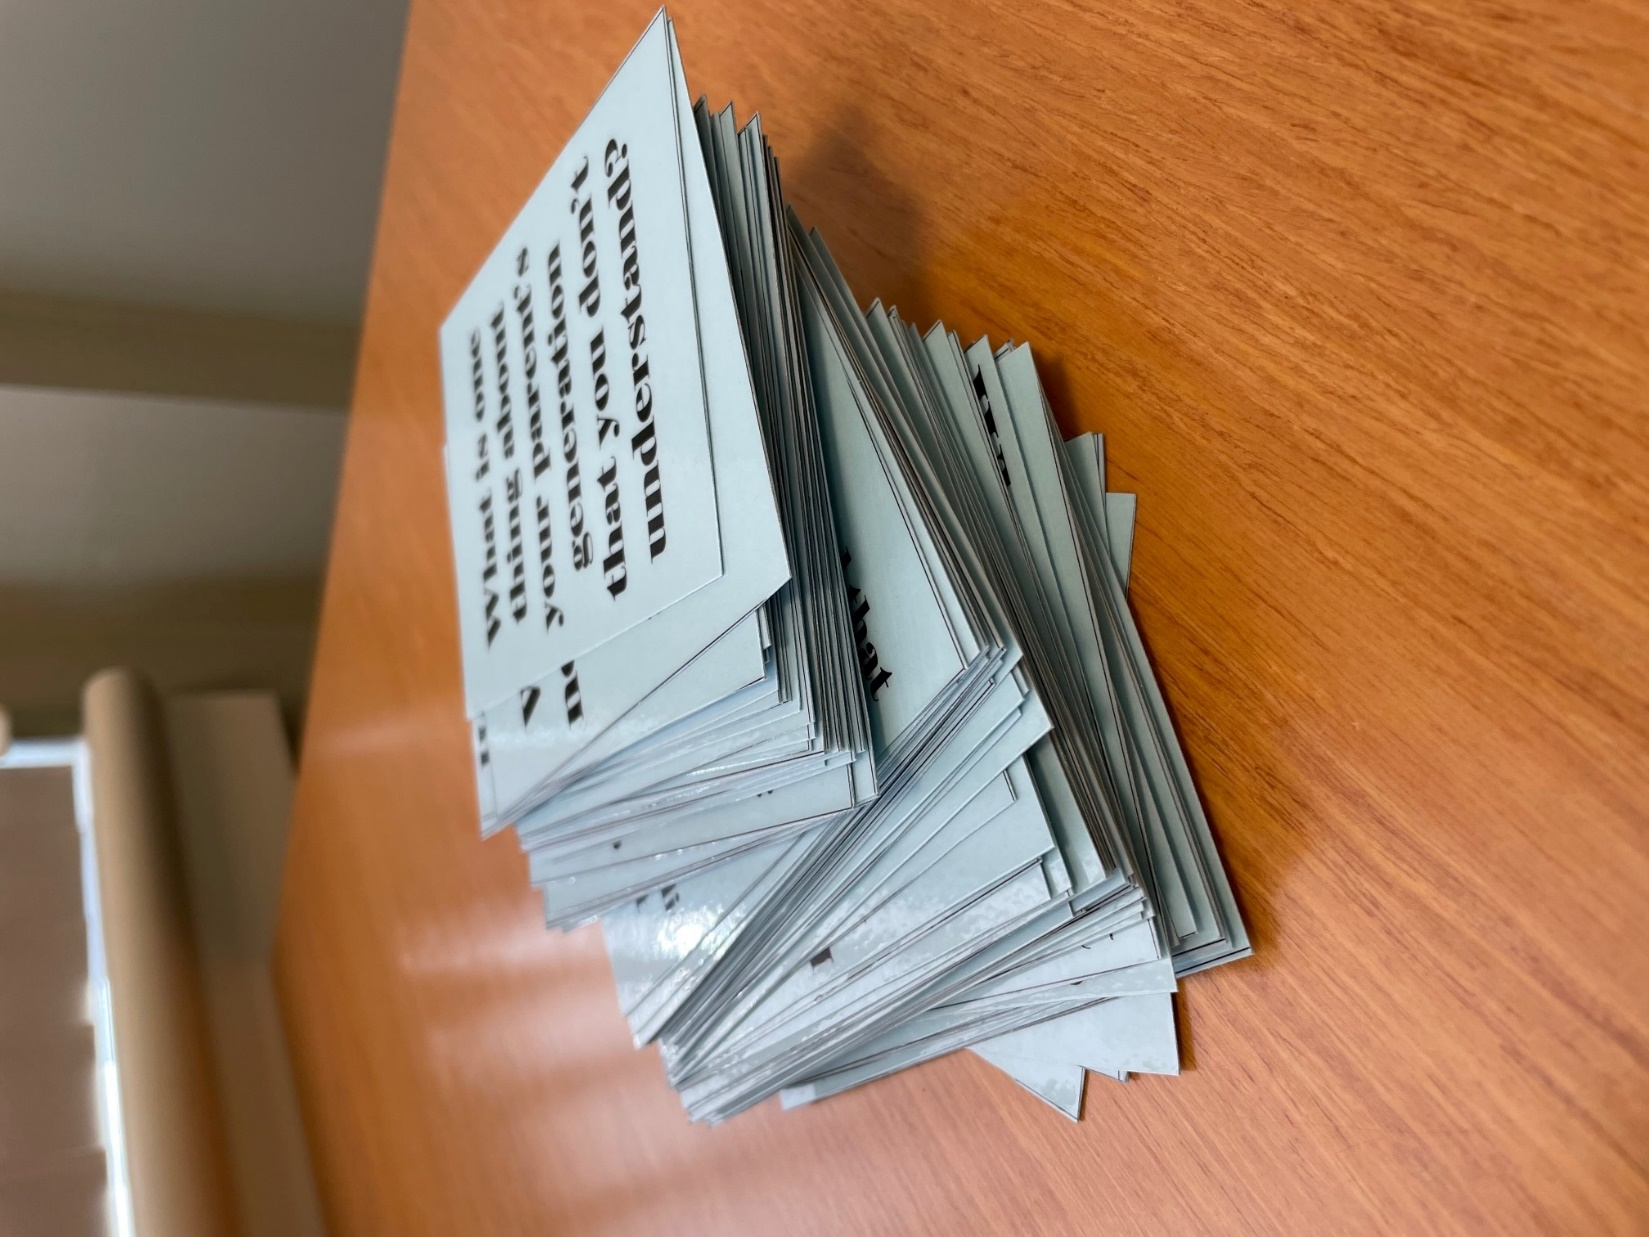 What is one
thing about
your parent's
generation
that you don't
understand?
that